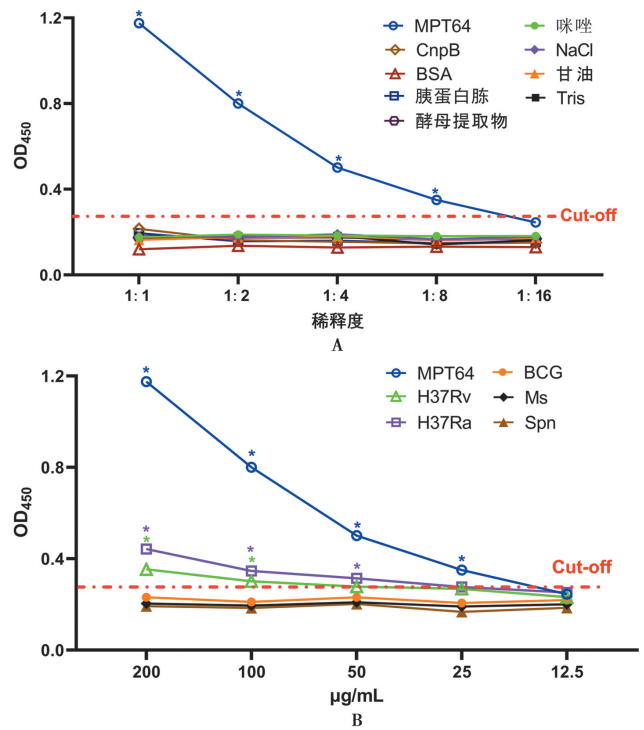 1.2
0.8
0.4
0.0
OD450
*
*
*
*
MPT64
CnpB
BSA
胰蛋白胨
酵母提取物
咪唑
NaCl
甘油
Tris
Cut-off
1:1 1:2 1:4 1:8 1:16
稀释度
A
1.2
0.8
0.4
0.0
OD450
*
*
*
*
*
*
*
*
*
MPT64
H37Rv
H37Ra
BCG
Ms
Spn
Cut-off
200 100 50 25 12.5
μg/mL
B